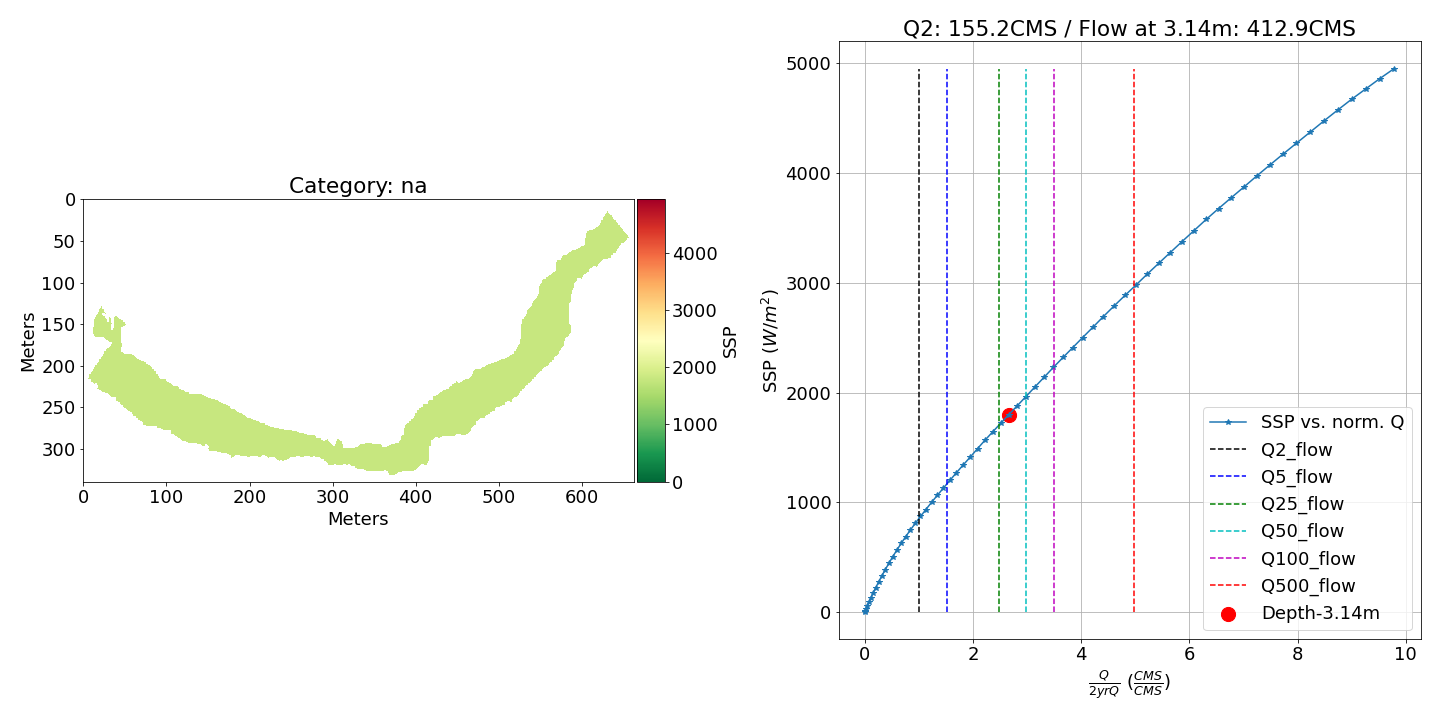 Category: na
0
50
100
150
200
250
300
Meters
0
100
200
300
400
500
600
Meters
4000
3000
2000
1000
0
SSP
Q2: 155.2CMS / Flow at 3.14m: 412.9CMS
5000
4000
3000
2000
1000
0
SSP (W/m²)
0
2
4
6
8
10
Q/2yrQ (CMS/CMS)
SSP vs. norm. Q
Q2_flow
Q5_flow
Q25_flow
Q50_flow
Q100_flow
Q500_flow
Depth-3.14m